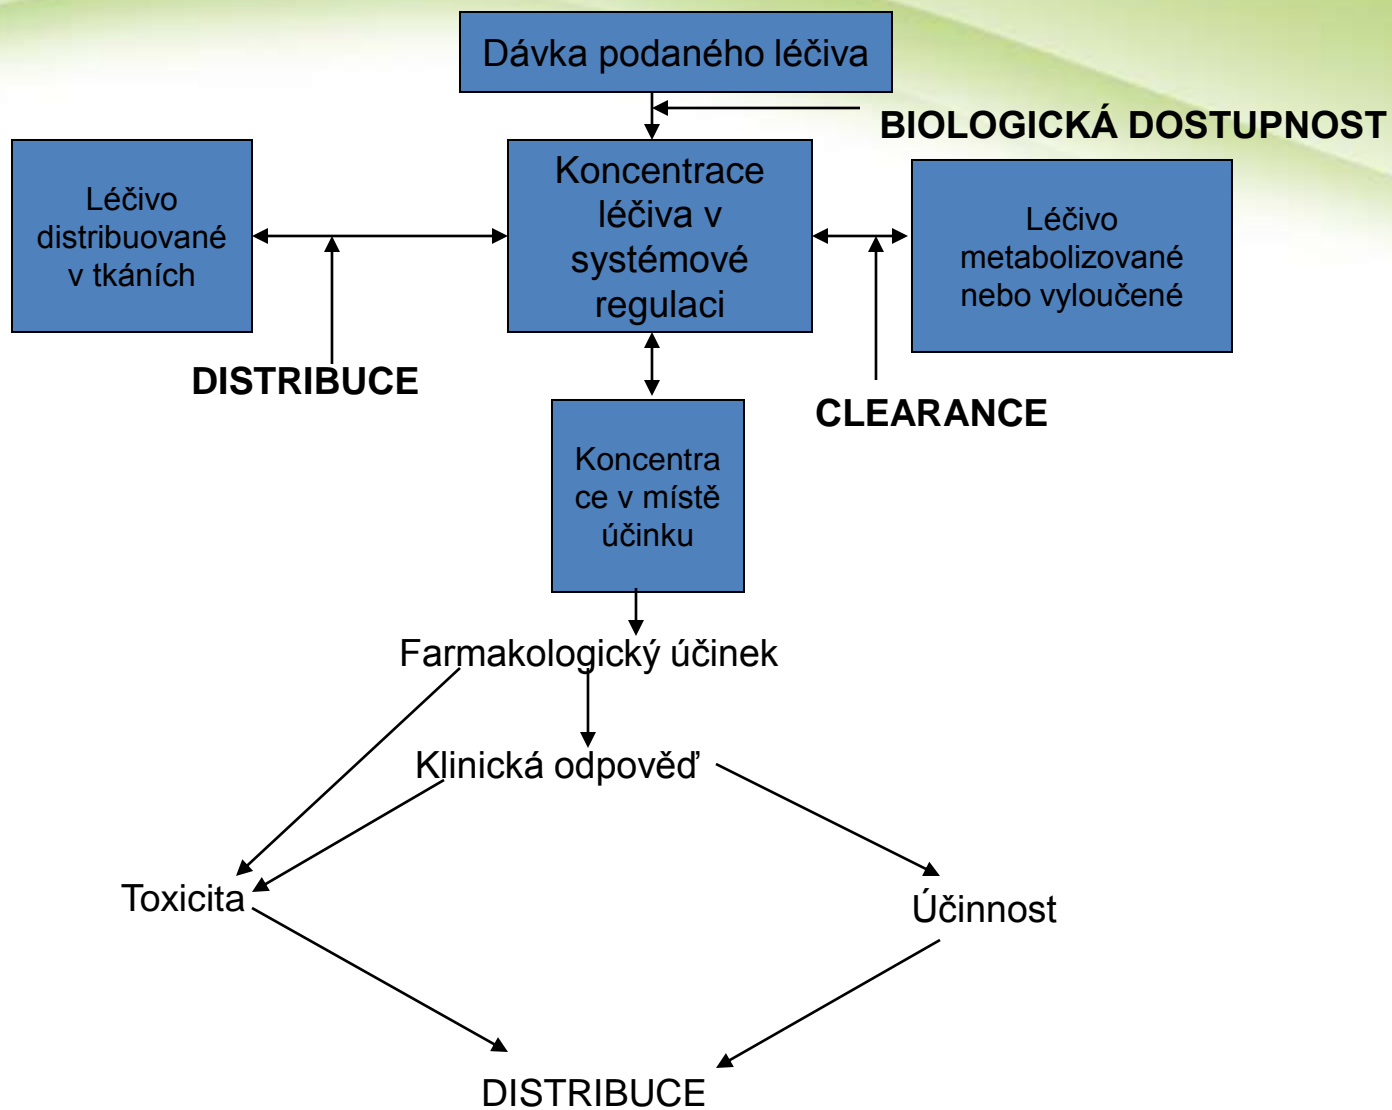 Dávka podaného léčiva
BIOLOGICKÁ DOSTUPNOST
Léčivo
distribuované
v tkáních
Koncentrace
léčiva v
systémové
regulaci
Léčivo
metabolizované
nebo vyloučené
DISTRIBUCE
CLEARANCE
Koncentra
ce v místě
účinku
Farmakologický účinek
Klinická odpověď
Toxicita
Účinnost
DISTRIBUCE